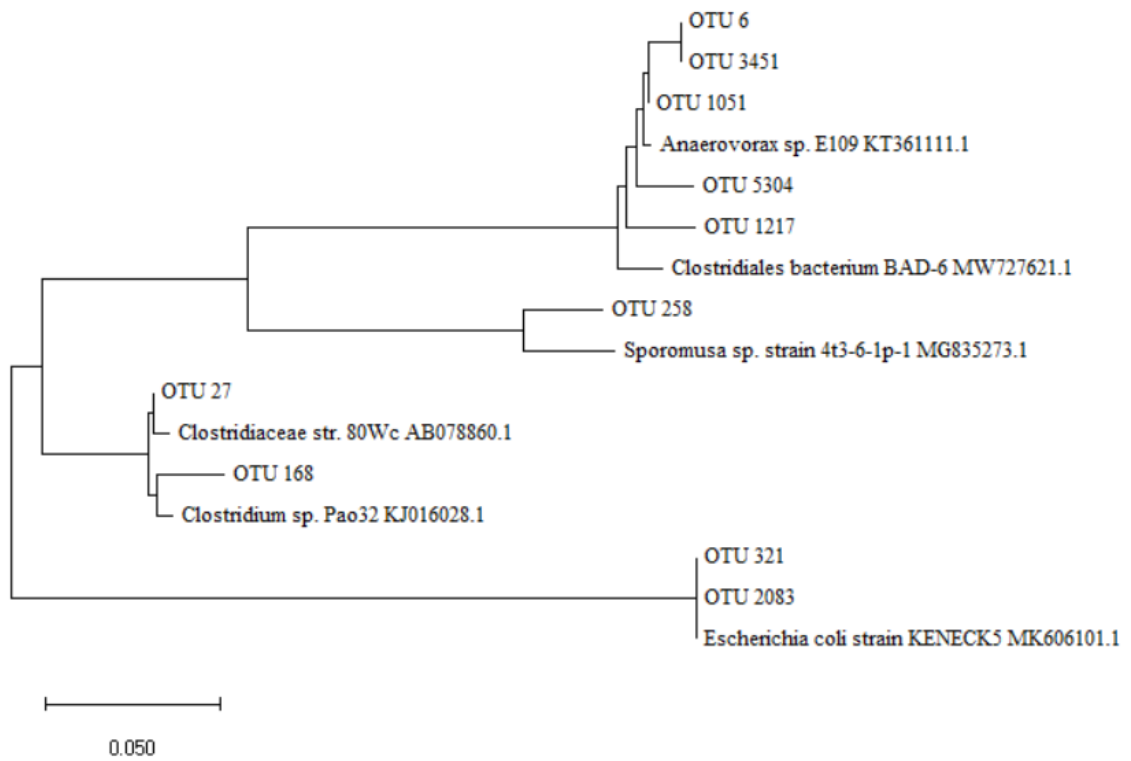 OTU 6
OTU 3451
OTU 1051
Anaerovorax sp. E109 KT361111.1
OTU 5304
OTU 1217
Clostridiales bacterium BAD-6 MW727621.1
OTU 258
Sporomusa sp. strain 4t3-6-1p-1 MG835273.1
OTU 27
Clostridiaceae str. 80Wc AB078860.1
OTU 168
Clostridium sp. Pao32 KJ016028.1
OTU 321
OTU 2083
Escherichia coli strain KENECK5 MK606101.1
0.050